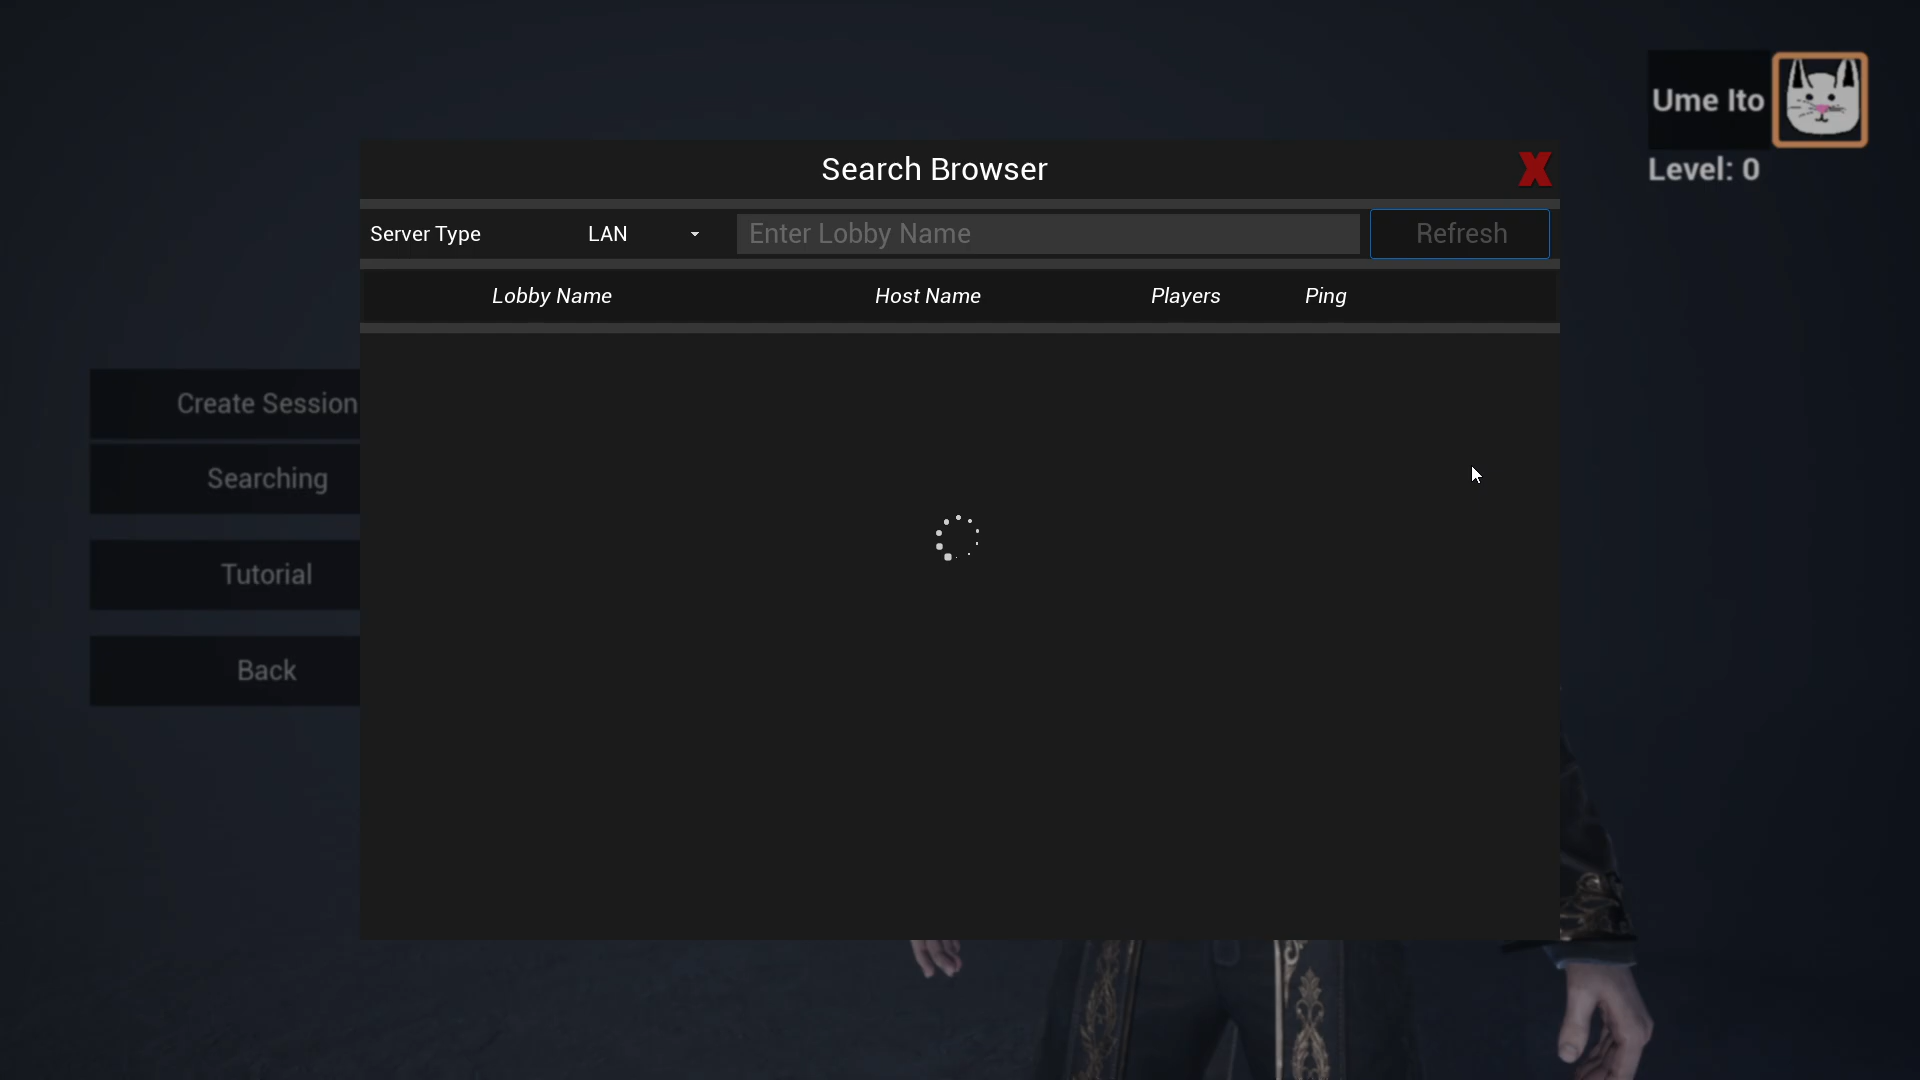 Ume Ito
Level: 0
Search Browser
X
Server Type LAN Enter Lobby Name Refresh
Lobby Name Host Name Players Ping
Create Session
Searching
Tutorial
Back